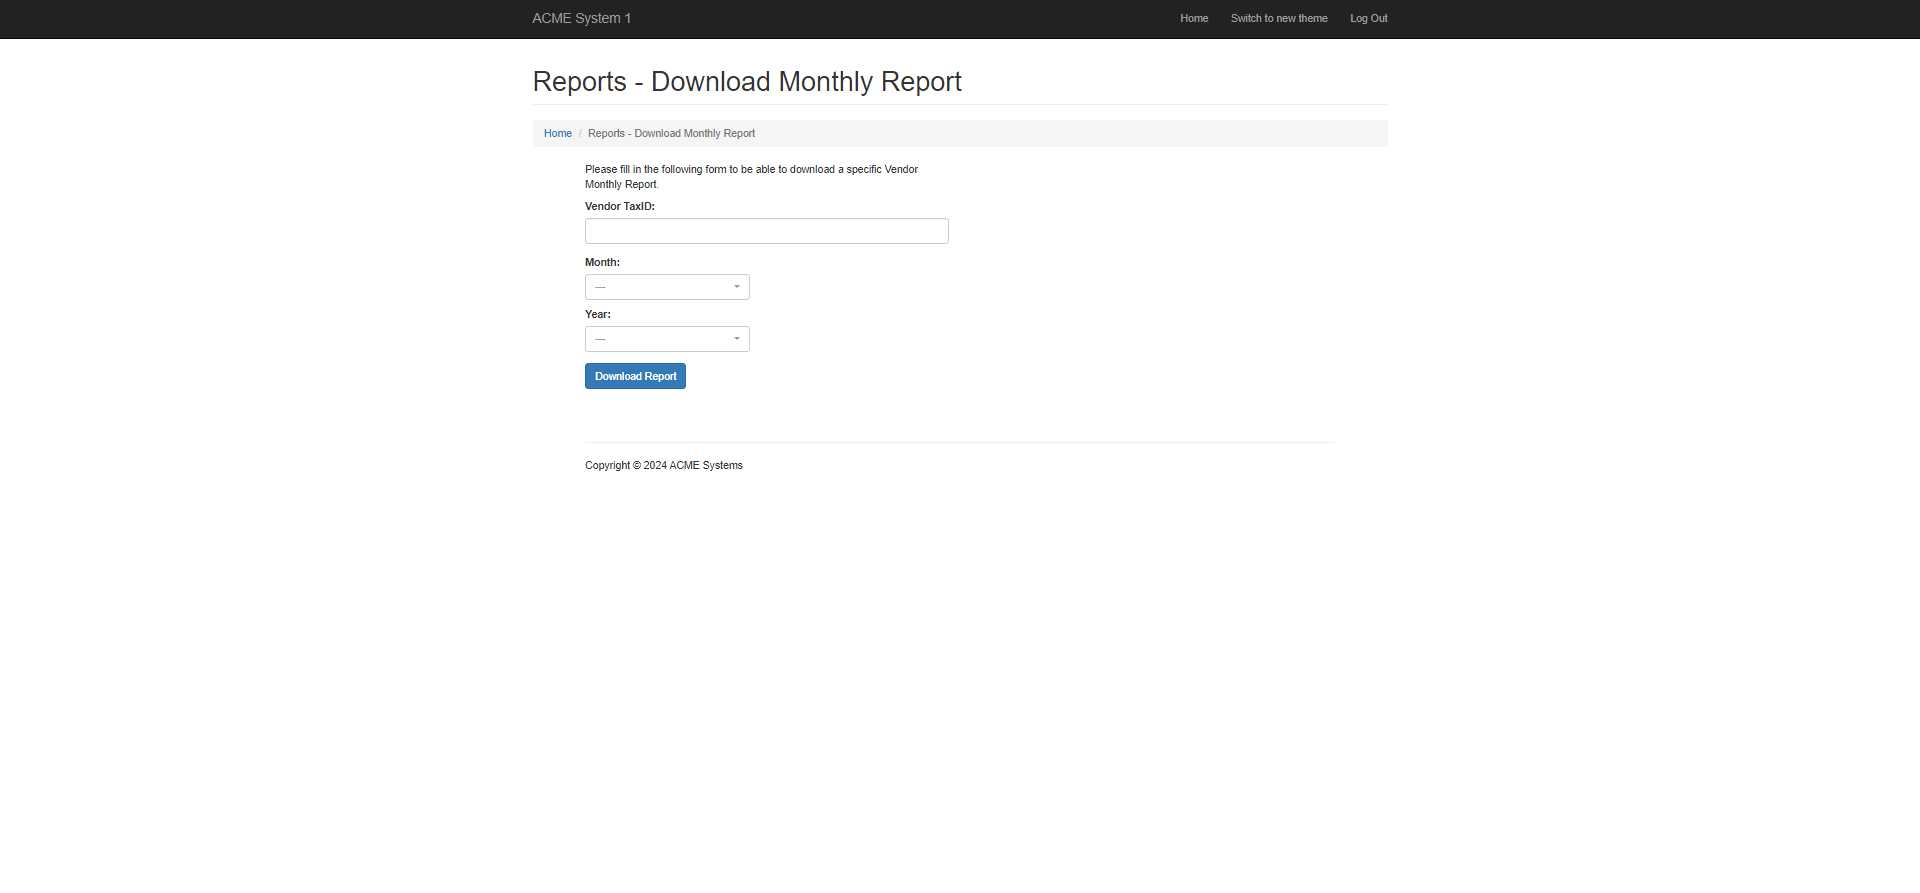 ACME System 1
Home
Switch to new theme
Log Out
Reports - Download Monthly Report
Home / Reports - Download Monthly Report
Please fill in the following form to be able to download a specific Vendor
Monthly Report.
Vendor TaxID:
Month:
---
Year:
---
Download Report
Copyright © 2024 ACME Systems